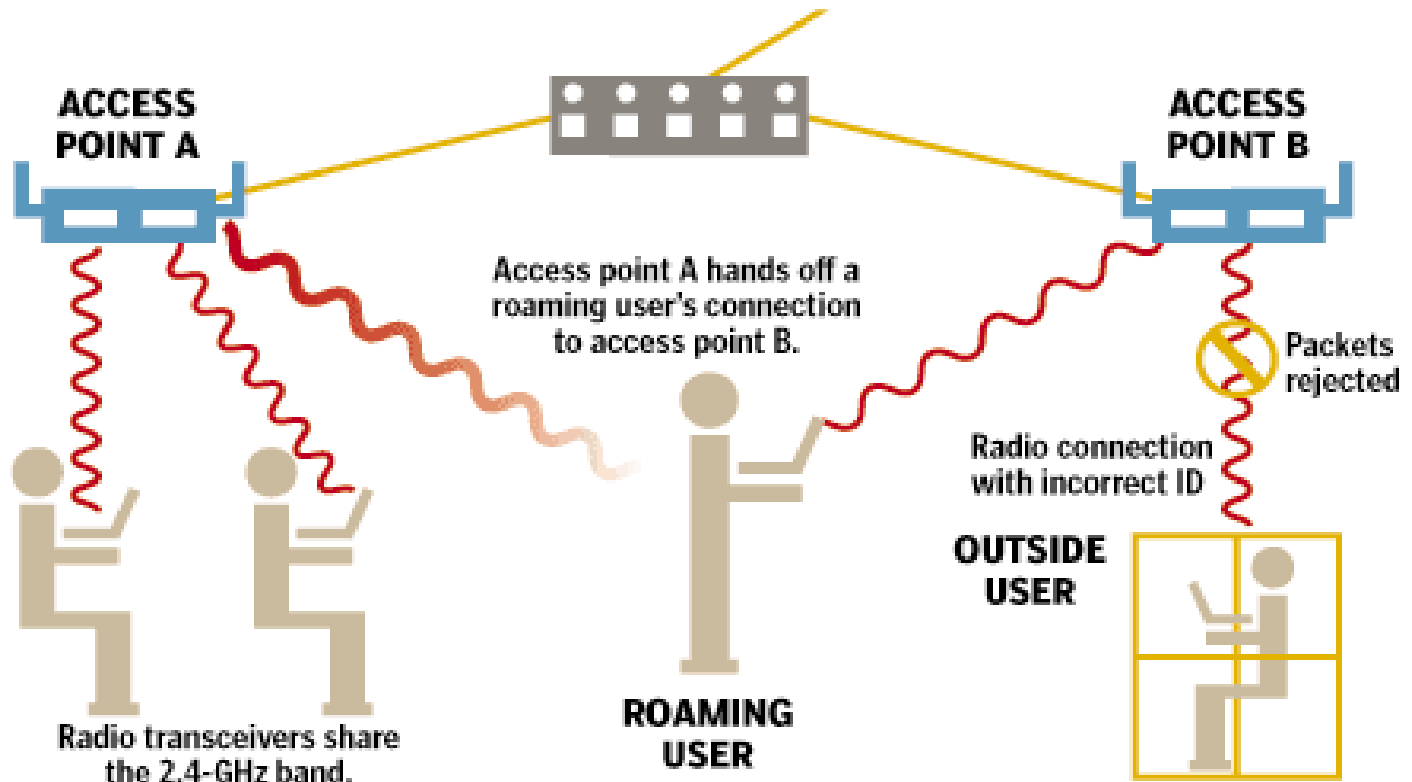 ACCESS
POINT A
ACCESS
POINT B
Access point A hands off a
roaming user's connection
to access point B.
Packets
rejected
Radio connection
with incorrect ID
OUTSIDE
USER
ROAMING
USER
Radio transceivers share
the 2.4-GHz band.